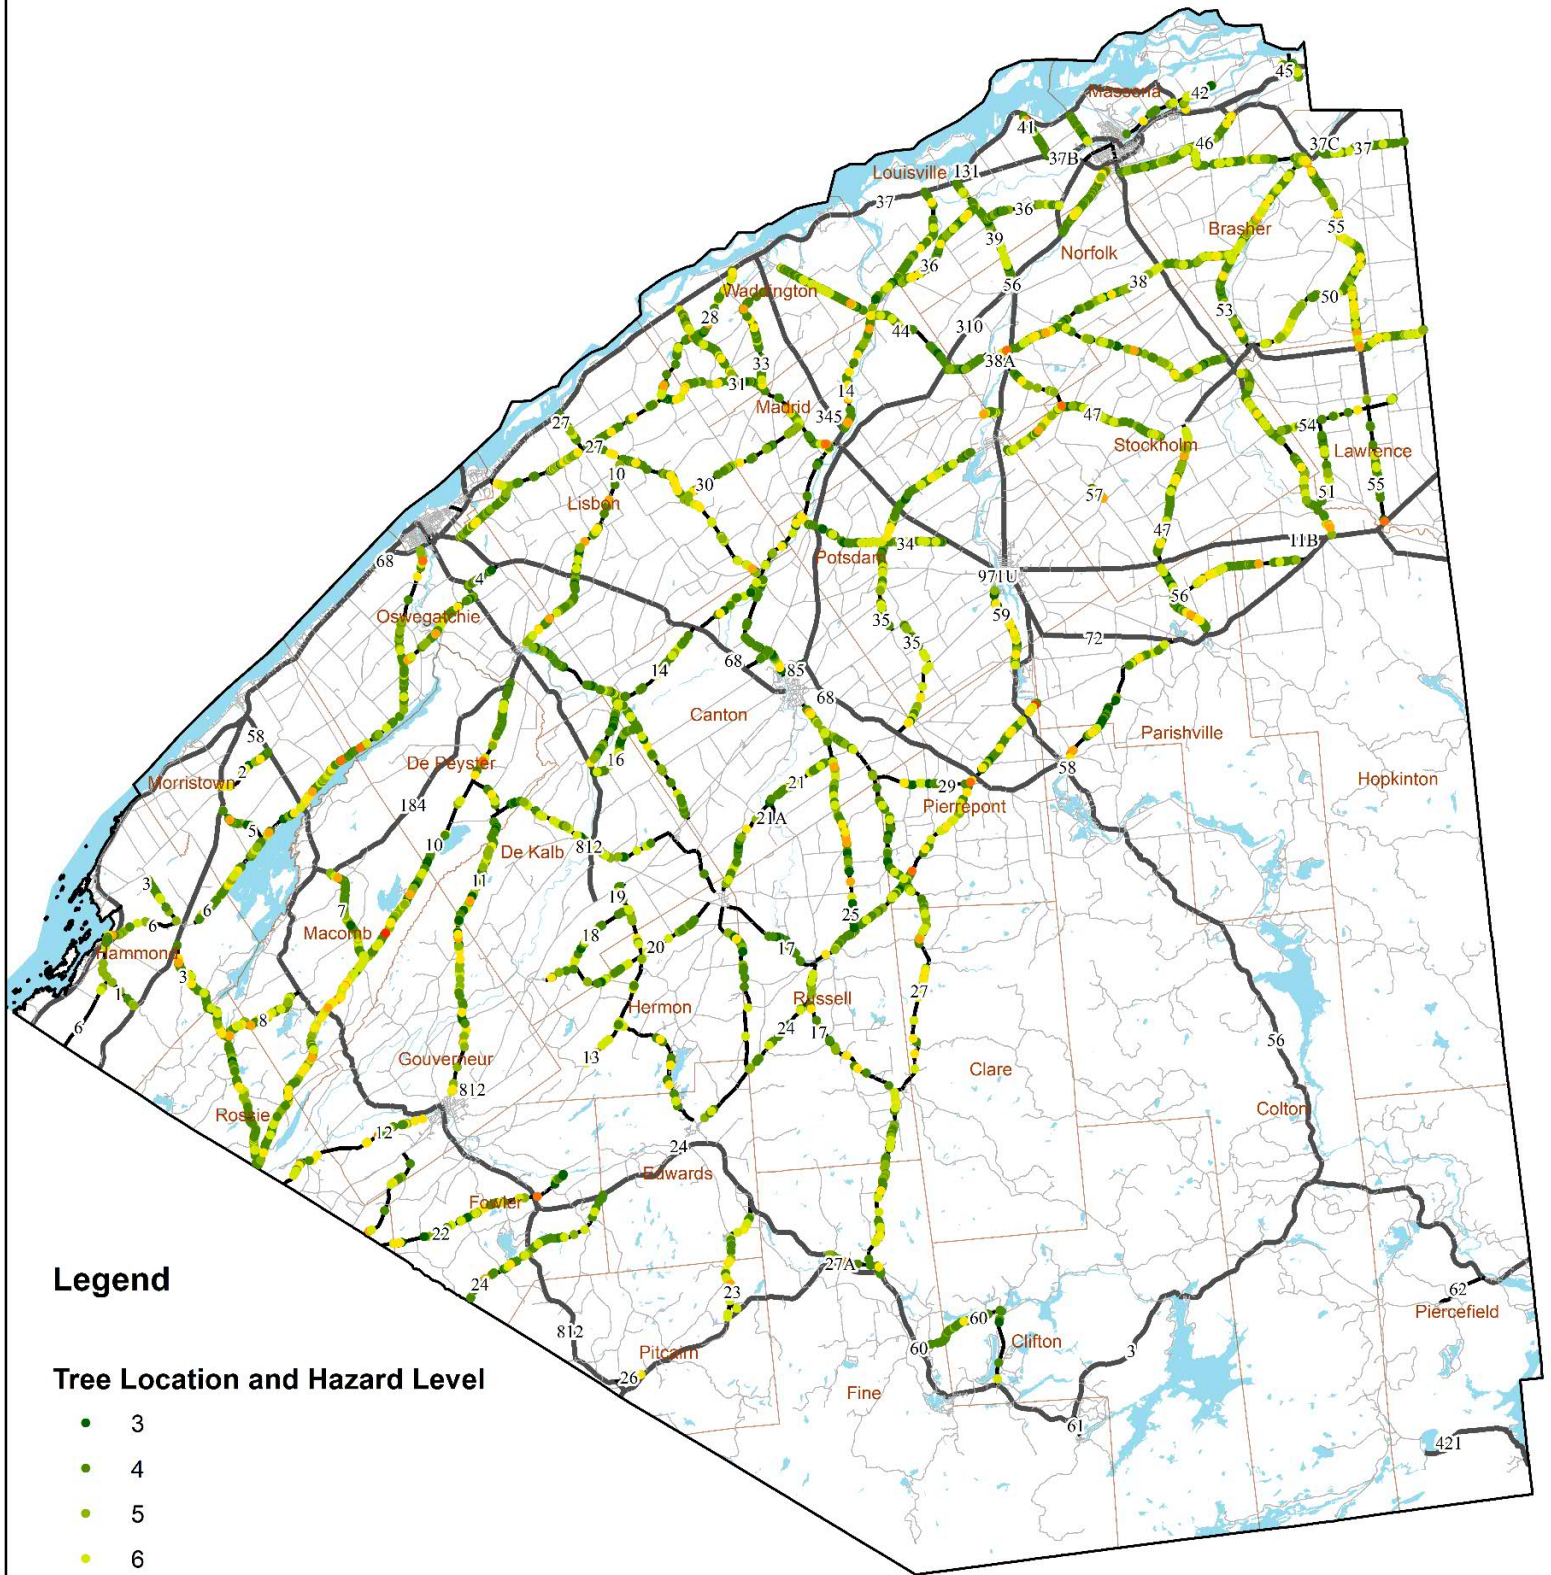 45
Massena
42
41
37B
46
37C
37
Louisville
131
37
36
39
Brasher
55
Norfolk
36
56
38
50
Waddington
28
44
310
53
33
38A
31
14
Madrid
345
47
27
Stockholm
54
Lawrence
27
10
30
57
51
55
Lisbon
47
34
11B
68
Potsdam
971U
4
56
Oswegatchie
59
35
35
72
14
68
85
68
Canton
58
Parishville
16
2
De Peyster
58
Morristown
21
29
Hopkinton
184
Pierrepont
21A
5
10
812
De Kalb
11
3
19
7
6
6
25
Macomb
18
20
17
Hammond
3
27
1
Russell
Hermon
8
24
17
6
56
13
Gouverneur
Clare
812
Rossie
Colton
12
24
Edwards
Fowler
22
27A
24
23
62
Piercefield
60
812
Clifton
60
3
Pitcairn
26
Fine
61
421
Legend
Tree Location and Hazard Level
3
4
5
6